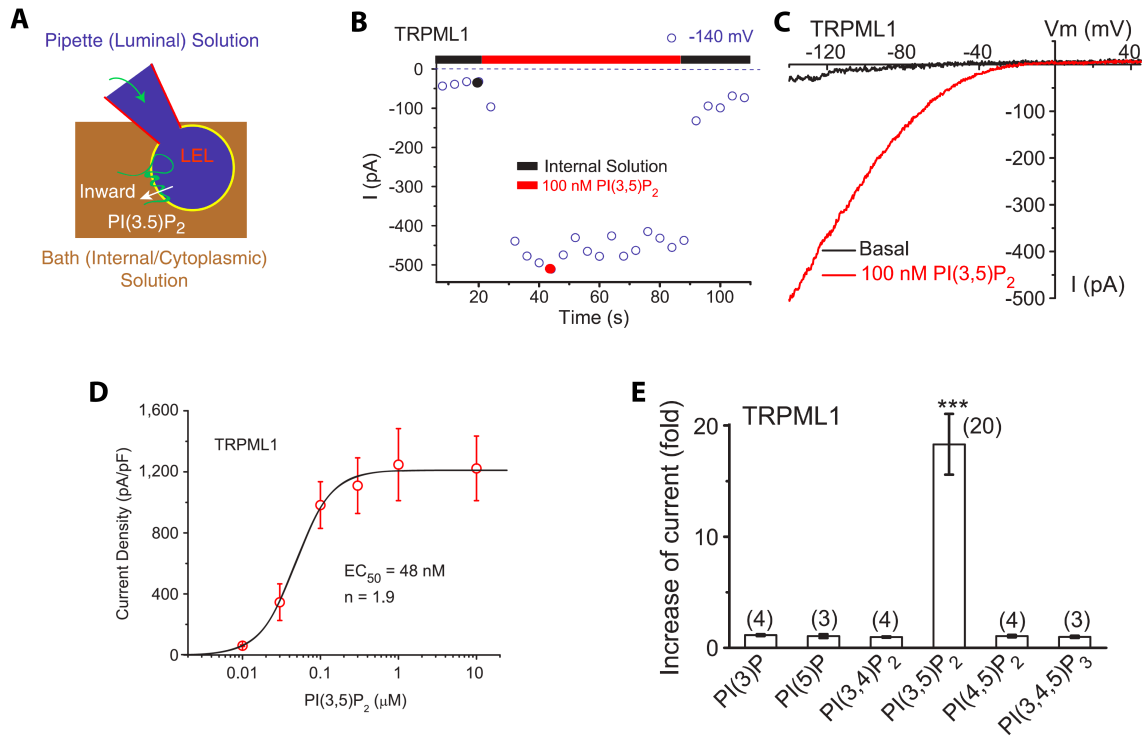 A
Pipette (Luminal) Solution
LEL
Inward
PI(3.5)P2
Bath (Internal/Cytoplasmic)
Solution
B
TRPML1
-140 mV
0
-100
-200
-300
-400
-500
I (pA)
Internal Solution
100 nM PI(3,5)P2
20 40 60 80 100
Time (s)
C
TRPML1
Vm (mV)
-120 -80 -40 40
-100
-200
-300
-400
-500
Basal
100 nM PI(3,5)P2
I (pA)
D
1,600
1,200
800
400
0
Current Density (pA/pF)
TRPML1
EC50 = 48 nM
n = 1.9
0.01 0.1 1 10
PI(3,5)P2 (μM)
E
TRPML1
Increase of current (fold)
20
10
0
***
(20)
(4) (3) (4) (4) (3)
PI(3)P PI(5)P PI(3,4)P2 PI(3,5)P2 PI(4,5)P2 PI(3,4,5)P3